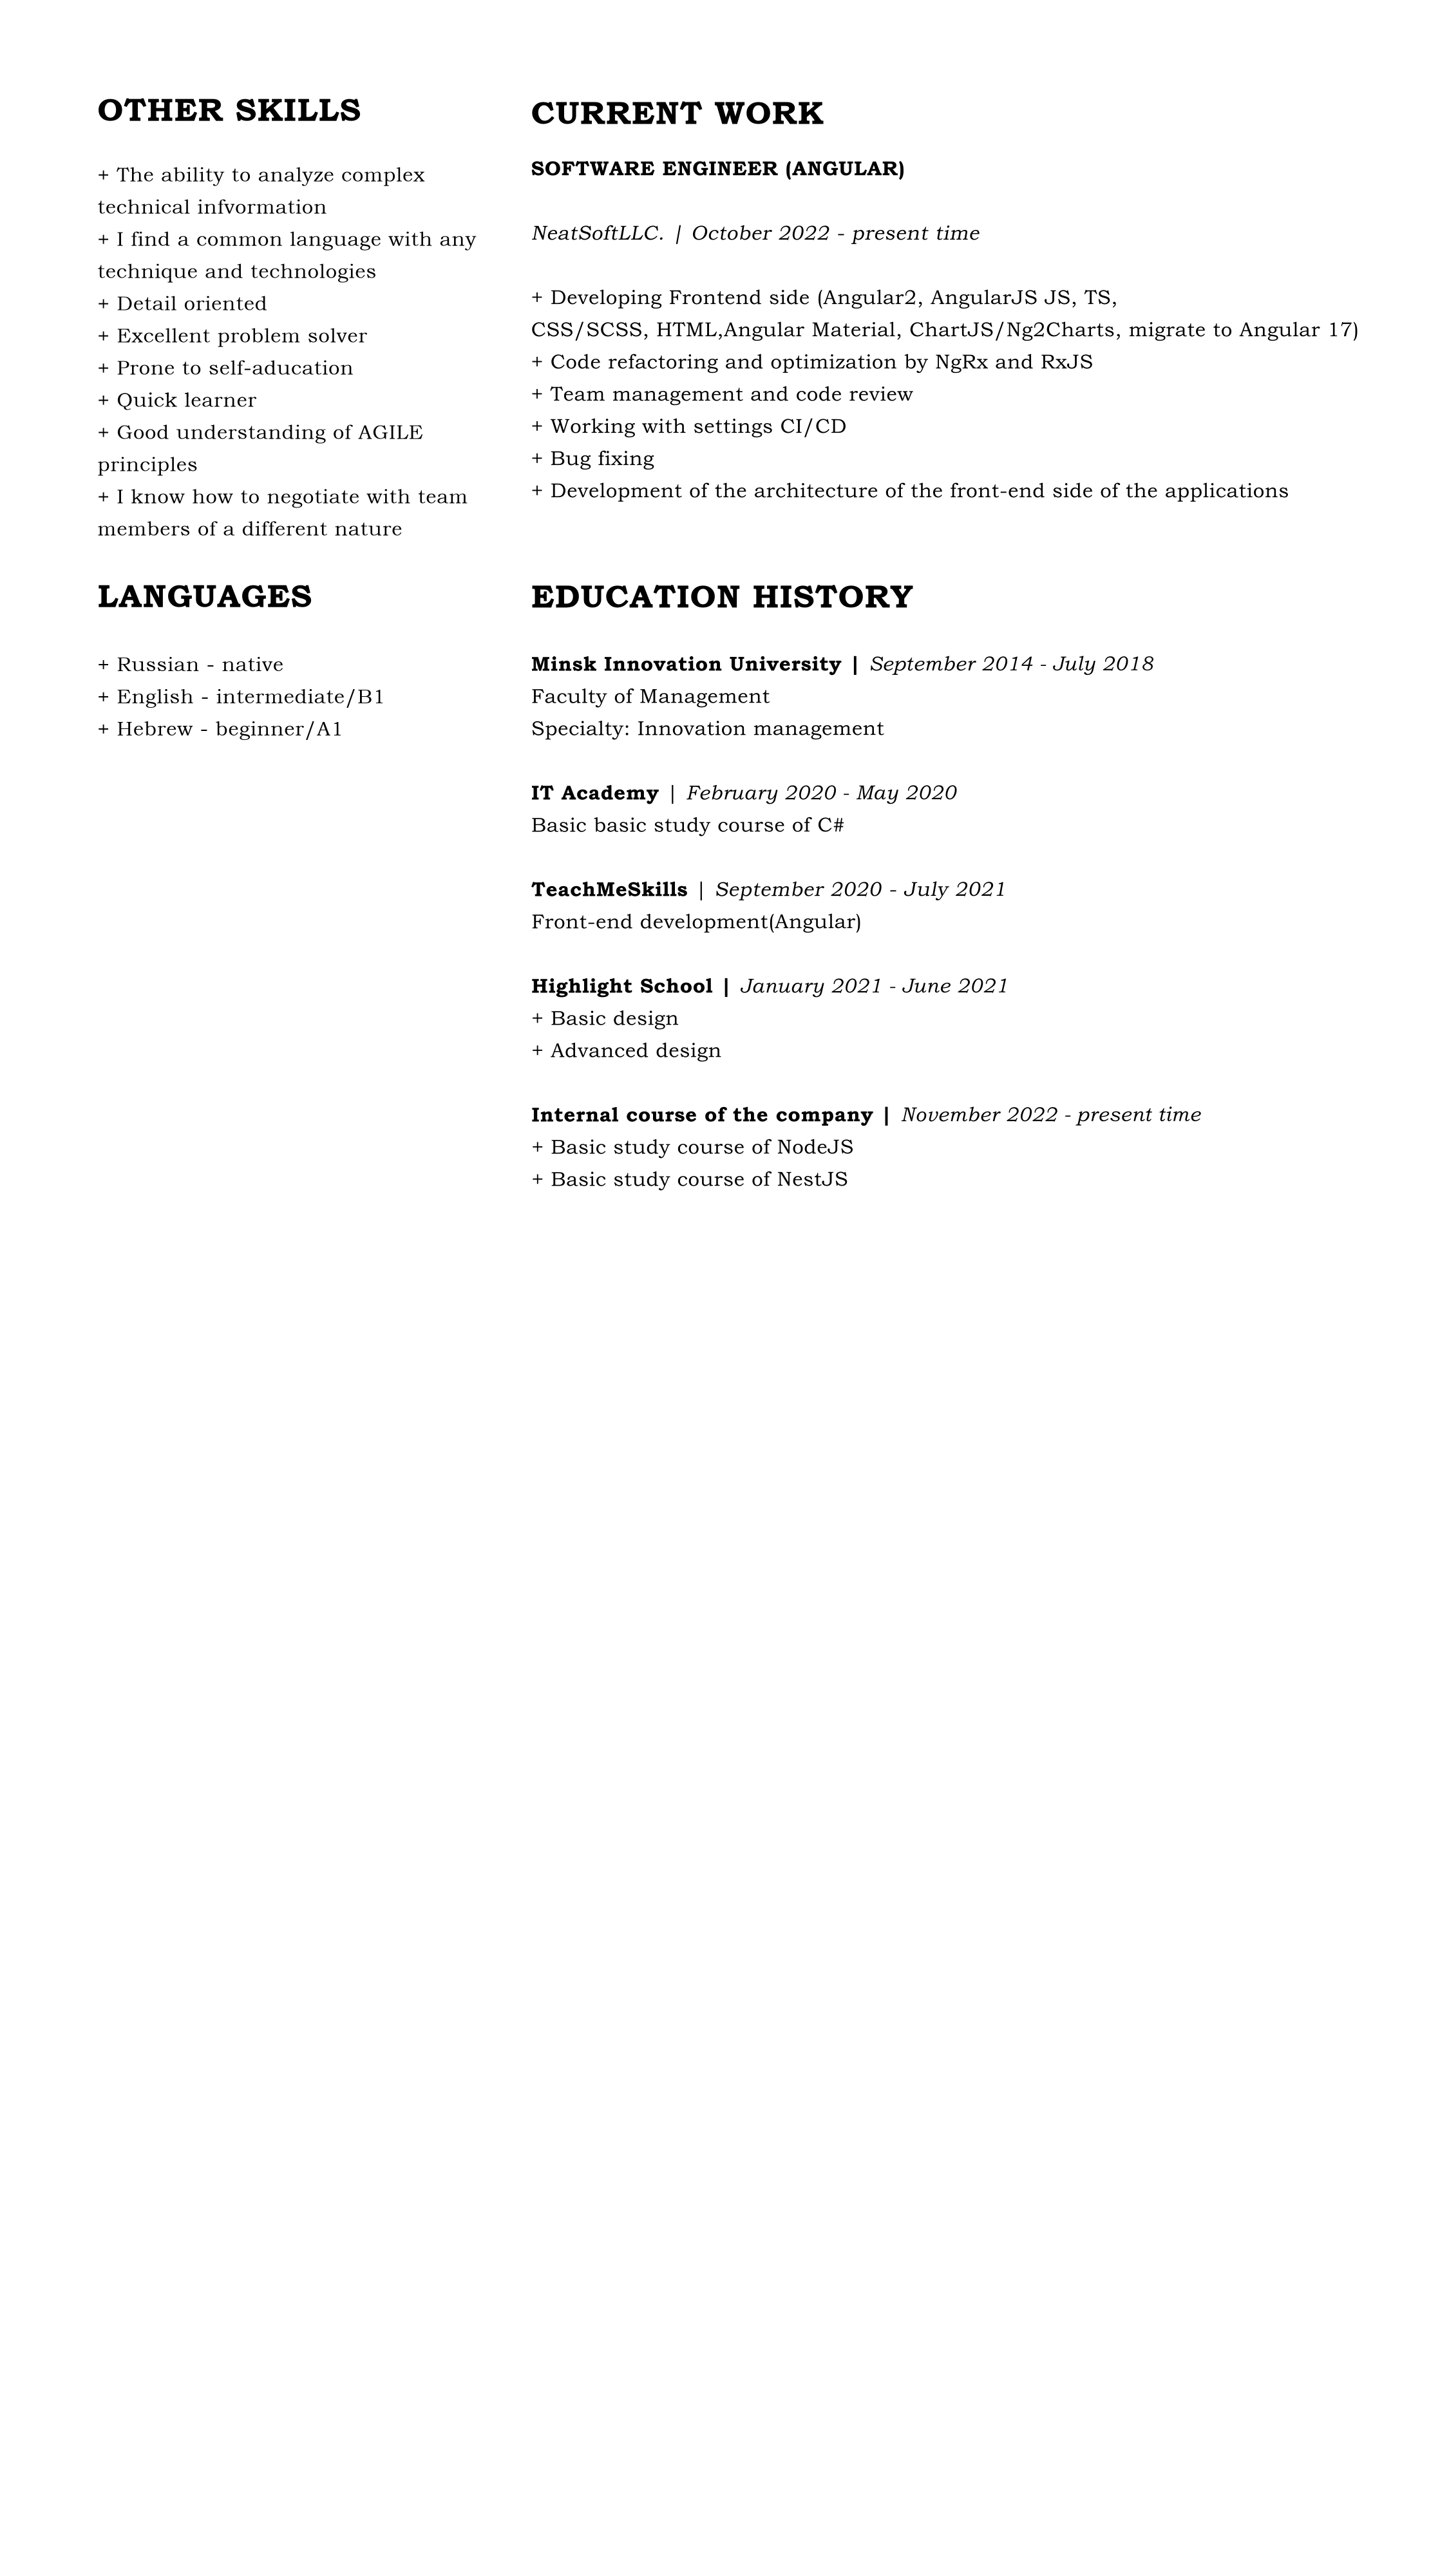 OTHER SKILLS
+ The ability to analyze complex
technical infvormation
+ I find a common language with any
technique and technologies
+ Detail oriented
+ Excellent problem solver
+ Prone to self-aducation
+ Quick learner
+ Good understanding of AGILE
principles
+ I know how to negotiate with team
members of a different nature
LANGUAGES
+ Russian - native
+ English - intermediate/B1
+ Hebrew - beginner/A1
CURRENT WORK
SOFTWARE ENGINEER (ANGULAR)
NeatSoftLLC. | October 2022 - present time
+ Developing Frontend side (Angular2, AngularJS JS, TS,
CSS/SCSS, HTML,Angular Material, ChartJS/Ng2Charts, migrate to Angular 17)
+ Code refactoring and optimization by NgRx and RxJS
+ Team management and code review
+ Working with settings CI/CD
+ Bug fixing
+ Development of the architecture of the front-end side of the applications
EDUCATION HISTORY
Minsk Innovation University | September 2014 - July 2018
Faculty of Management
Specialty: Innovation management
IT Academy | February 2020 - May 2020
Basic basic study course of C#
TeachMeSkills | September 2020 - July 2021
Front-end development(Angular)
Highlight School | January 2021 - June 2021
+ Basic design
+ Advanced design
Internal course of the company | November 2022 - present time
+ Basic study course of NodeJS
+ Basic study course of NestJS